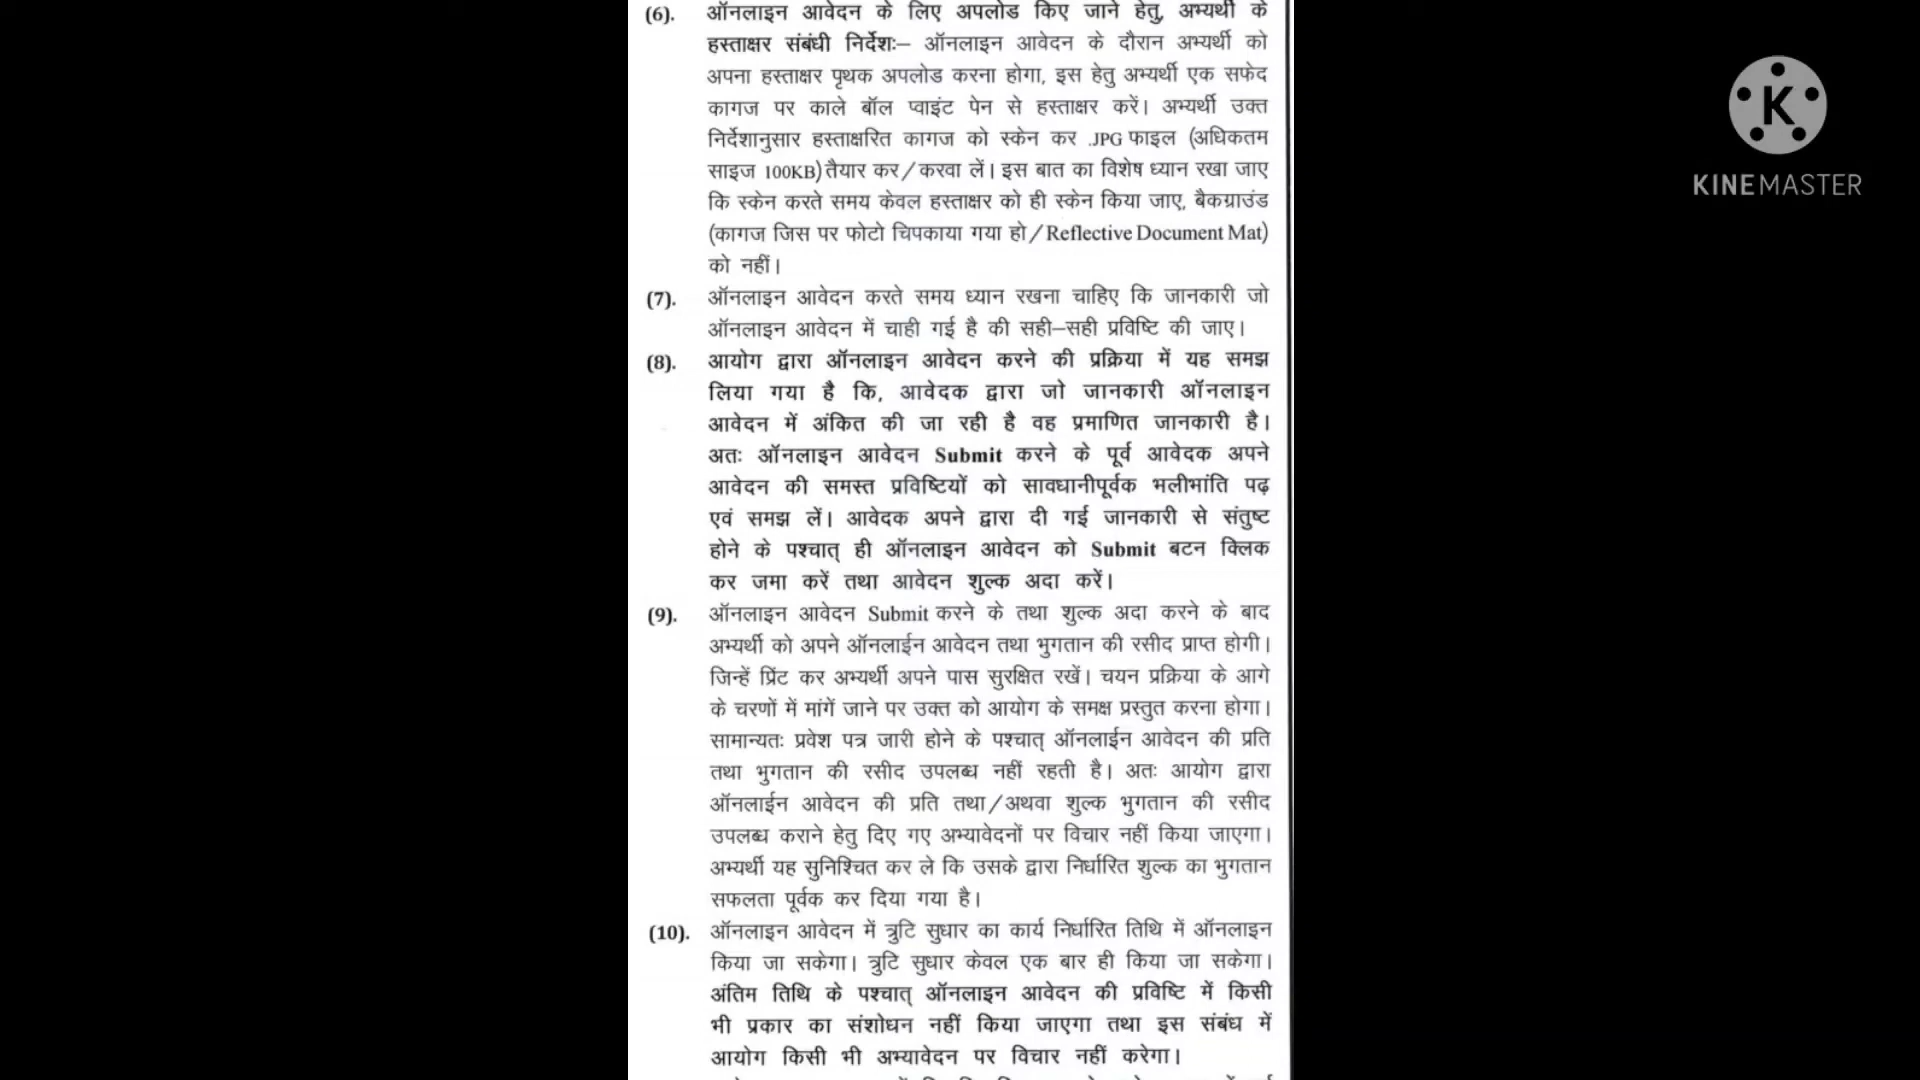 (6). ऑनलाइन आवेदन के लिए अपलोड किए जाने हेतु, अभ्यर्थी के
हस्ताक्षर संबंधी निर्देशः– ऑनलाइन आवेदन के दौरान अभ्यर्थी को
अपना हस्ताक्षर पृथक अपलोड करना होगा, इस हेतु अभ्यर्थी एक सफेद
कागज पर काले बॉल प्वाइंट पेन से हस्ताक्षर करें। अभ्यर्थी उक्त
निर्देशानुसार हस्ताक्षरित कागज को स्केन कर .JPG फाइल (अधिकतम
साइज 100KB) तैयार कर/करवा लें। इस बात का विशेष ध्यान रखा जाए
कि स्केन करते समय केवल हस्ताक्षर को ही स्केन किया जाए, बैकग्राउंड
(कागज जिस पर फोटो चिपकाया गया हो/Reflective Document Mat)
को नहीं।
(7). ऑनलाइन आवेदन करते समय ध्यान रखना चाहिए कि जानकारी जो
ऑनलाइन आवेदन में चाही गई है की सही–सही प्रविष्टि की जाए।
(8). आयोग द्वारा ऑनलाइन आवेदन करने की प्रक्रिया में यह समझ
लिया गया है कि, आवेदक द्वारा जो जानकारी ऑनलाइन
आवेदन में अंकित की जा रही है वह प्रमाणित जानकारी है।
अतः ऑनलाइन आवेदन Submit करने के पूर्व आवेदक अपने
आवेदन की समस्त प्रविष्टियों को सावधानीपूर्वक भलीभांति पढ़
एवं समझ लें। आवेदक अपने द्वारा दी गई जानकारी से संतुष्ट
होने के पश्चात् ही ऑनलाइन आवेदन को Submit बटन क्लिक
कर जमा करें तथा आवेदन शुल्क अदा करें।
(9). ऑनलाइन आवेदन Submit करने के तथा शुल्क अदा करने के बाद
अभ्यर्थी को अपने ऑनलाईन आवेदन तथा भुगतान की रसीद प्राप्त होगी।
जिन्हें प्रिंट कर अभ्यर्थी अपने पास सुरक्षित रखें। चयन प्रक्रिया के आगे
के चरणों में मांगें जाने पर उक्त को आयोग के समक्ष प्रस्तुत करना होगा।
सामान्यतः प्रवेश पत्र जारी होने के पश्चात् ऑनलाईन आवेदन की प्रति
तथा भुगतान की रसीद उपलब्ध नहीं रहती है। अतः आयोग द्वारा
ऑनलाईन आवेदन की प्रति तथा/अथवा शुल्क भुगतान की रसीद
उपलब्ध कराने हेतु दिए गए अभ्यावेदनों पर विचार नहीं किया जाएगा।
अभ्यर्थी यह सुनिश्चित कर ले कि उसके द्वारा निर्धारित शुल्क का भुगतान
सफलता पूर्वक कर दिया गया है।
(10). ऑनलाइन आवेदन में त्रुटि सुधार का कार्य निर्धारित तिथि में ऑनलाइन
किया जा सकेगा। त्रुटि सुधार केवल एक बार ही किया जा सकेगा।
अंतिम तिथि के पश्चात् ऑनलाइन आवेदन की प्रविष्टि में किसी
भी प्रकार का संशोधन नहीं किया जाएगा तथा इस संबंध में
आयोग किसी भी अभ्यावेदन पर विचार नहीं करेगा।
K
KINEMASTER